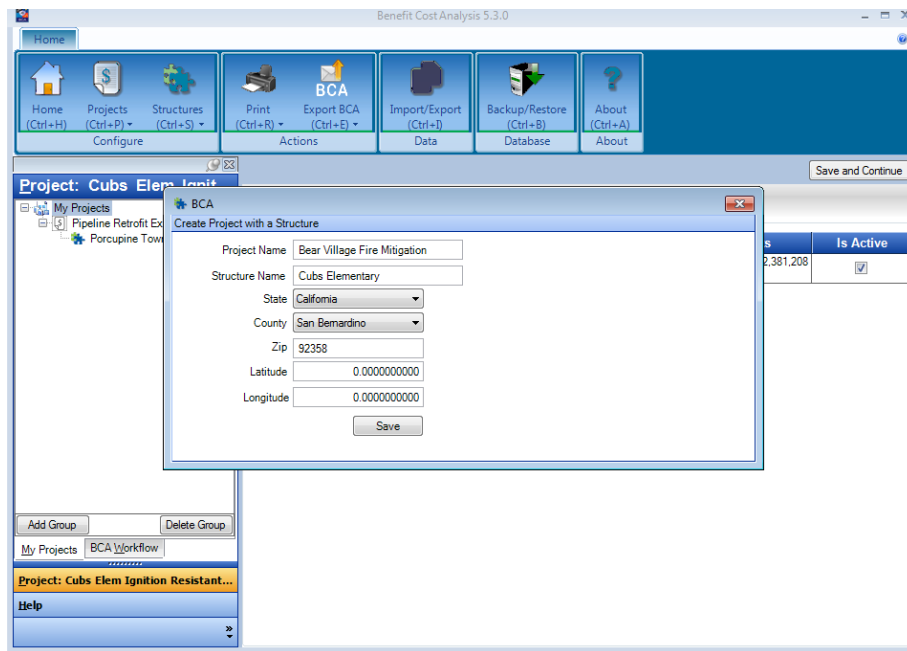 Benefit Cost Analysis 5.3.0
Home
Home Projects Structures Print Export BCA Import/Export Backup/Restore About
BCA
(Ctrl+H) (Ctrl+P) (Ctrl+S) (Ctrl+R) (Ctrl+E) (Ctrl+I) (Ctrl+B) (Ctrl+A)
Configure Actions Data Database About
Save and Continue
Project: Cubs Elem Ignit
My Projects
Pipeline Retrofit Ex
Porcupine Tow
BCA
Create Project with a Structure
Project Name Bear Village Fire Mitigation
Structure Name Cubs Elementary
State California
County San Bernardino
Zip 92358
Latitude 0.0000000000
Longitude 0.0000000000
Save
s Is Active
2,381,208
Add Group Delete Group
My Projects BCA Workflow
Project: Cubs Elem Ignition Resistant...
Help